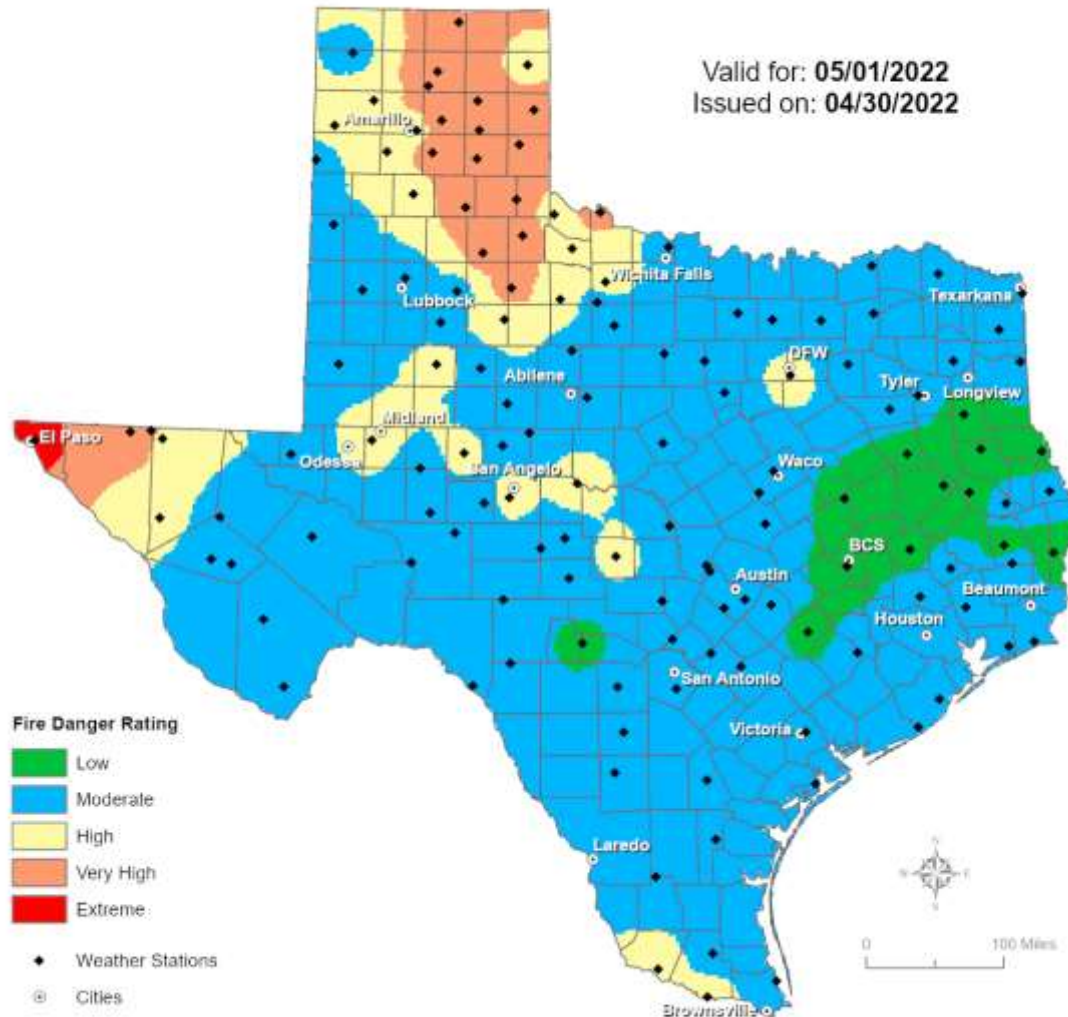 Valid for: 05/01/2022
Issued on: 04/30/2022
Amarillo
Wichita Falls
Lubbock
Texarkana
DFW
Abilene
Tyler
Longview
Midland
El Paso
Odessa
San Angelo
Waco
BCS
Austin
Beaumont
Houston
San Antonio
Victoria
Fire Danger Rating
Low
Moderate
High
Very High
Extreme
Weather Stations
Cities
Laredo
Brownsville
N
E
S
0 100 Miles